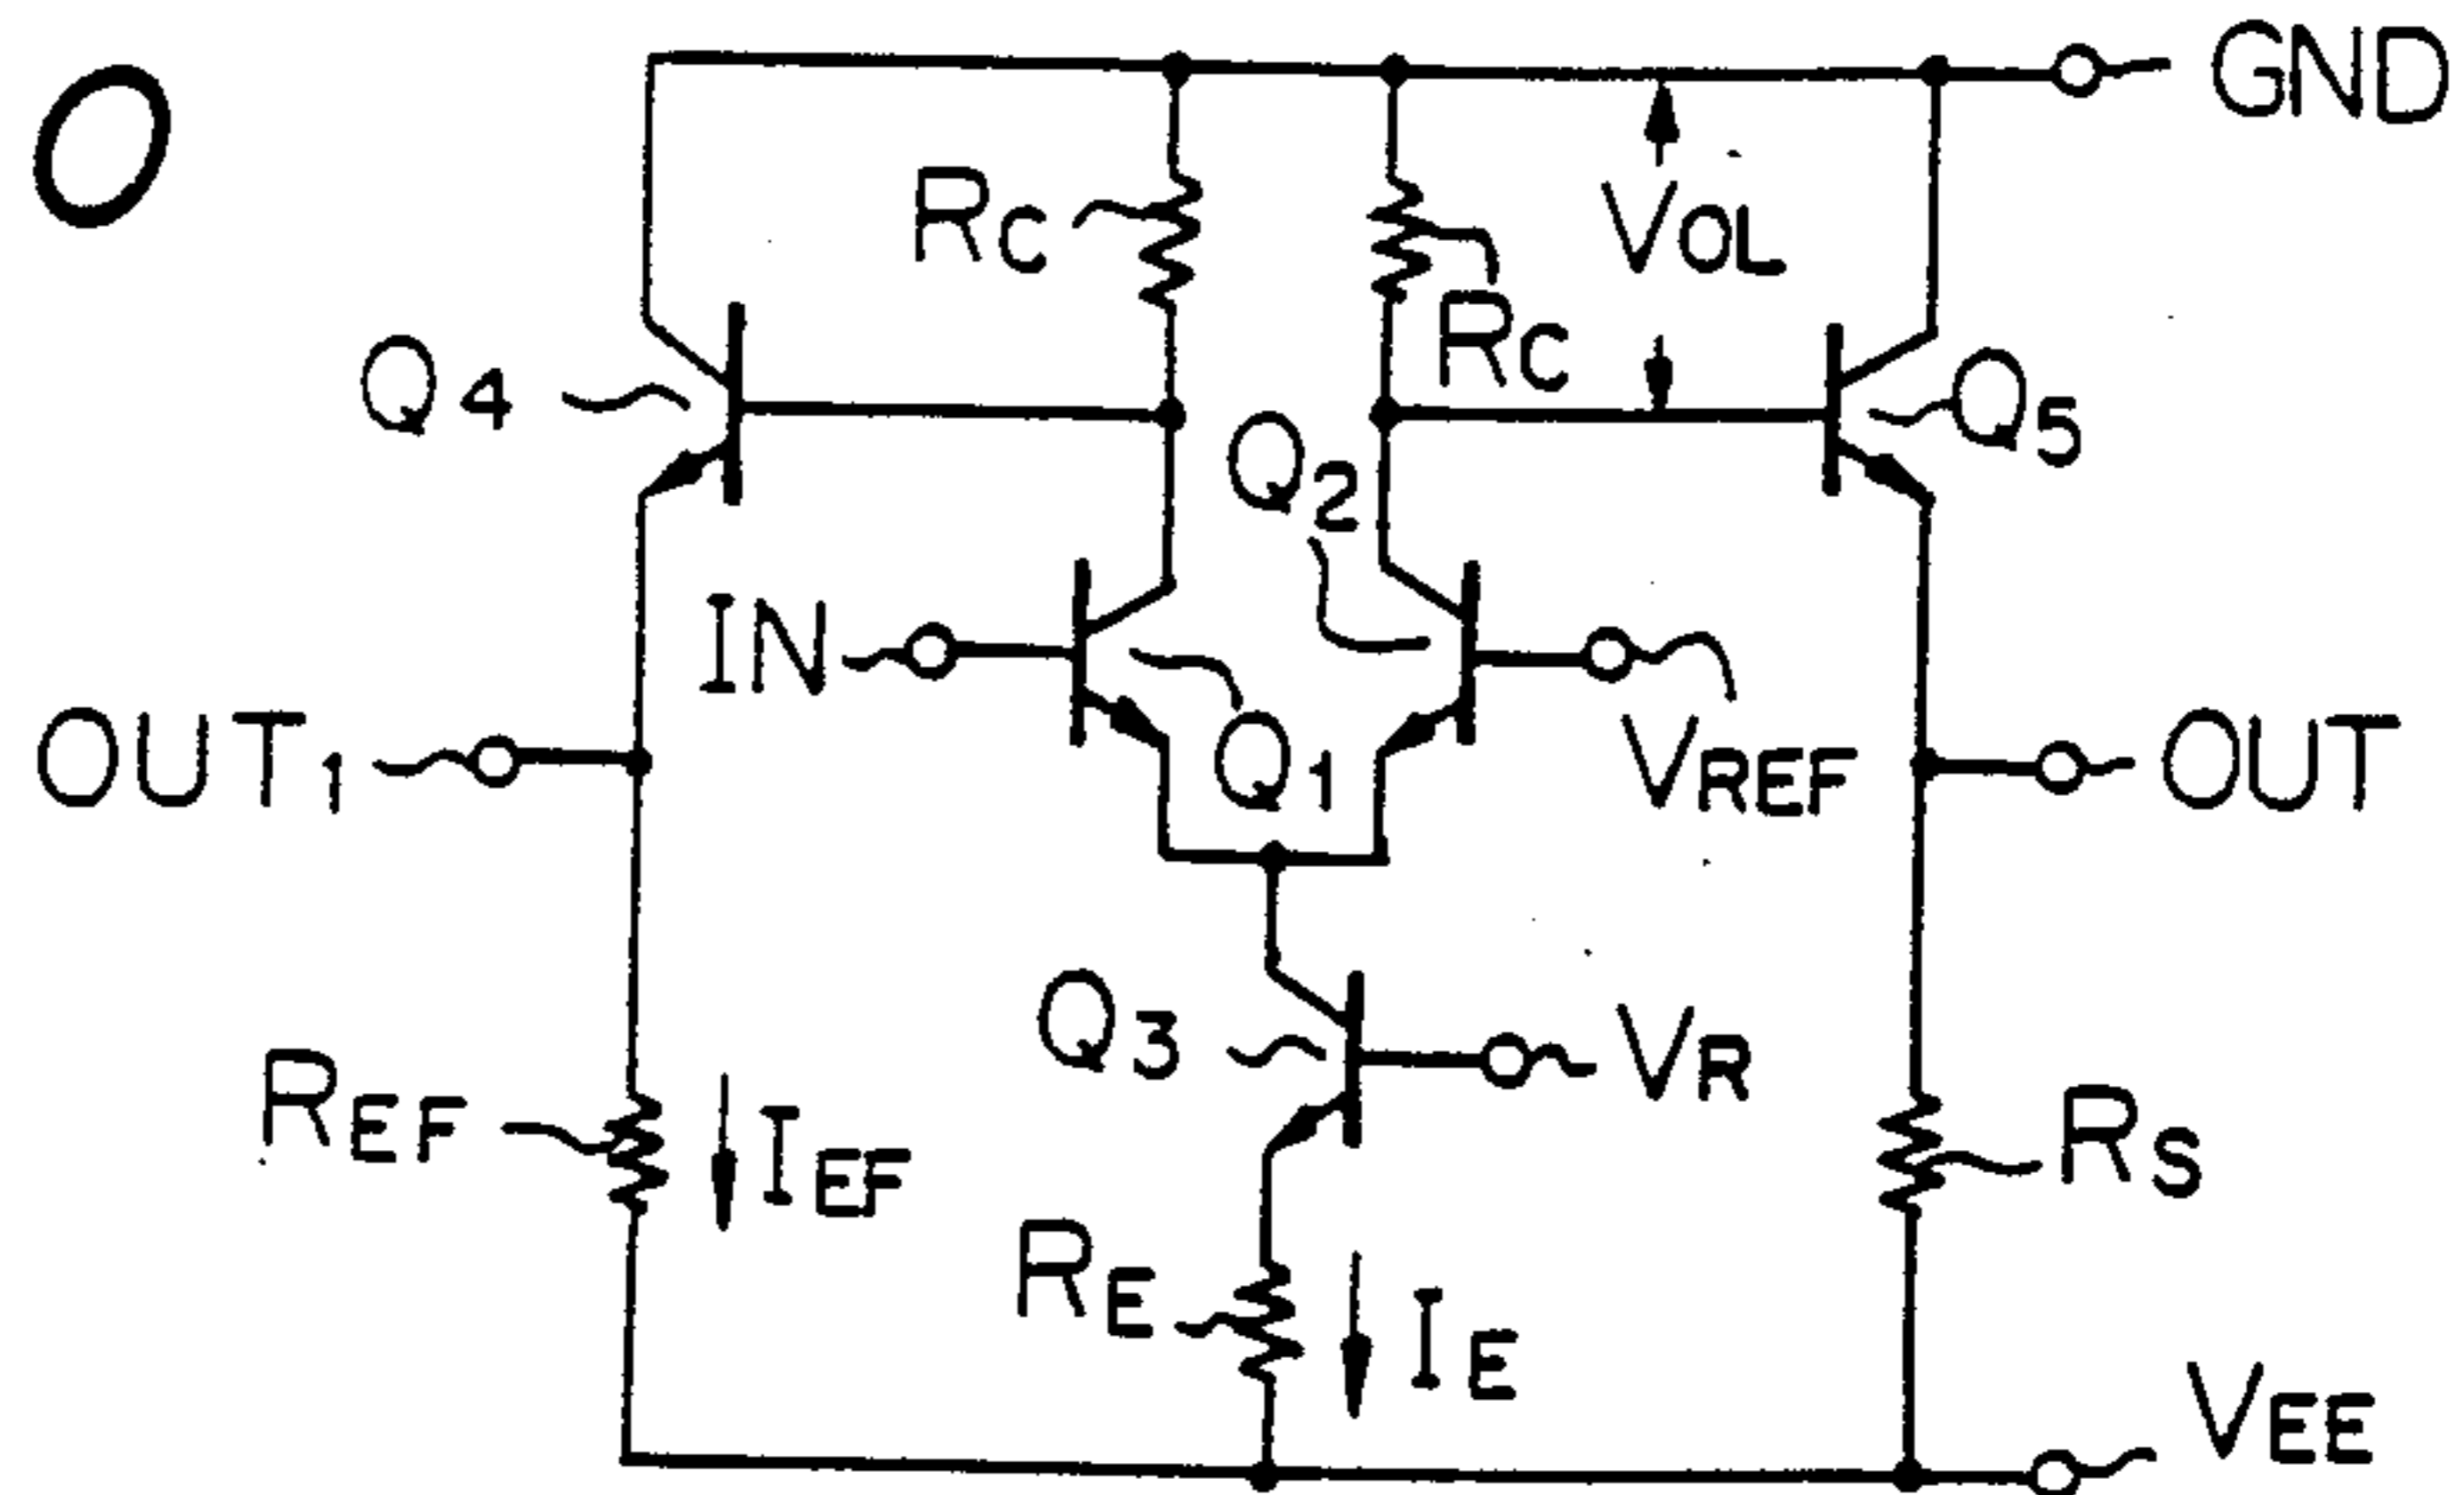 O
GND
RC
VOL
RC
Q4
Q5
Q2
IN
OUT1
Q1
VREF
OUT
Q3
VR
REF
IEF
RS
RE
IE
VEE